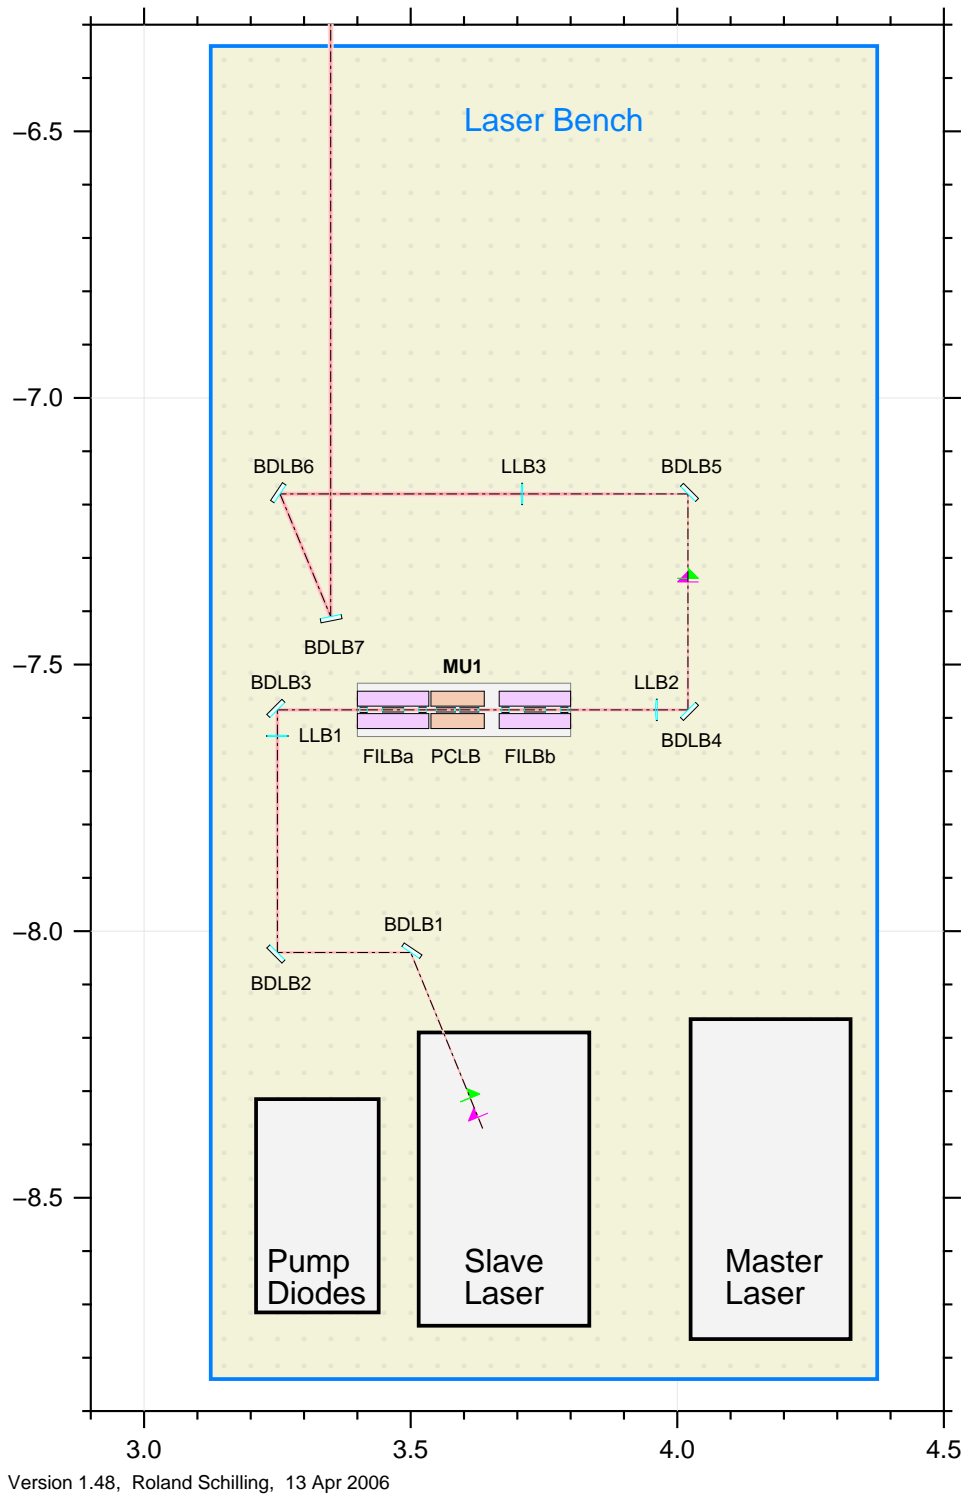 Laser Bench
−6.5
−7.0
BDLB6
LLB3
BDLB5
BDLB7
−7.5
MU1
BDLB3
LLB2
LLB1
BDLB4
FILBa
PCLB
FILBb
−8.0
BDLB1
BDLB2
−8.5
Pump
Diodes
Slave
Laser
Master
Laser
3.0
3.5
4.0
4.5
Version 1.48, Roland Schilling, 13 Apr 2006